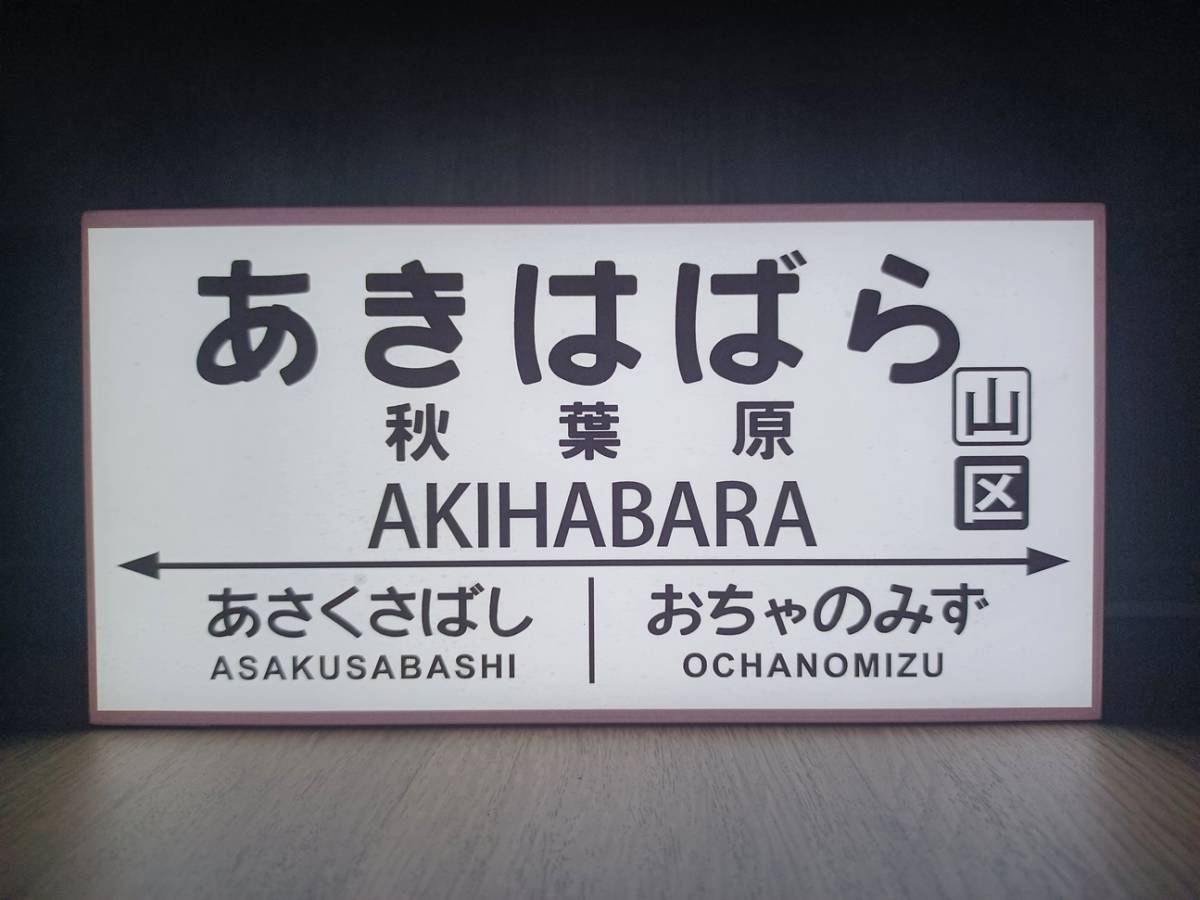 あきはばら
秋葉原
山
区
AKIHABARA
あさくさばし
ASAKUSABASHI
おちゃのみず
OCHANOMIZU